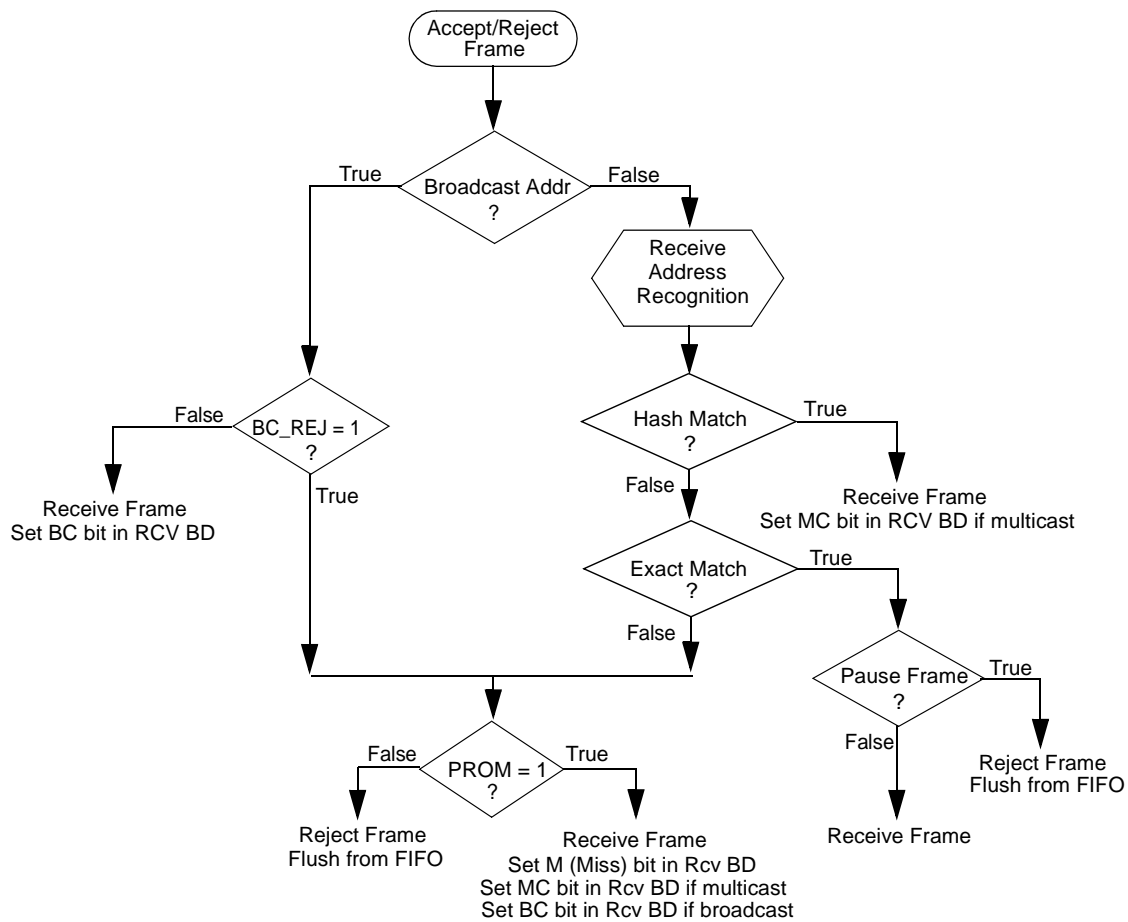 Accept/Reject
Frame
True
Broadcast Addr
?
False
Receive
Address
Recognition
False
BC_REJ = 1
?
True
Receive Frame
Set BC bit in RCV BD
Hash Match
?
True
False
Receive Frame
Set MC bit in RCV BD if multicast
Exact Match
?
True
False
Pause Frame
?
True
False
Reject Frame
Flush from FIFO
Receive Frame
False
PROM = 1
?
True
Reject Frame
Flush from FIFO
Receive Frame
Set M (Miss) bit in Rcv BD
Set MC bit in Rcv BD if multicast
Set BC bit in Rcv BD if broadcast